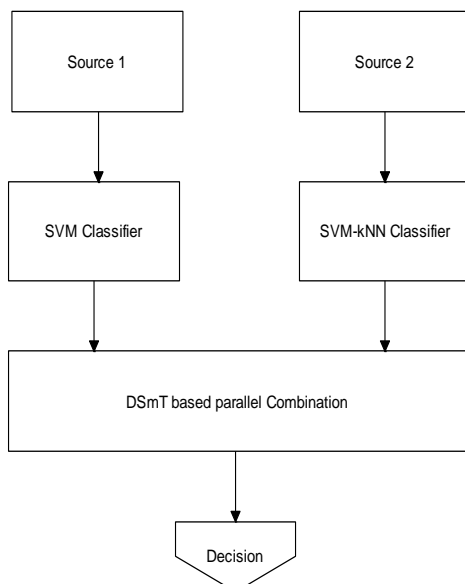 Source 1
Source 2
SVM Classifier
SVM-kNN Classifier
DSmT based parallel Combination
Decision